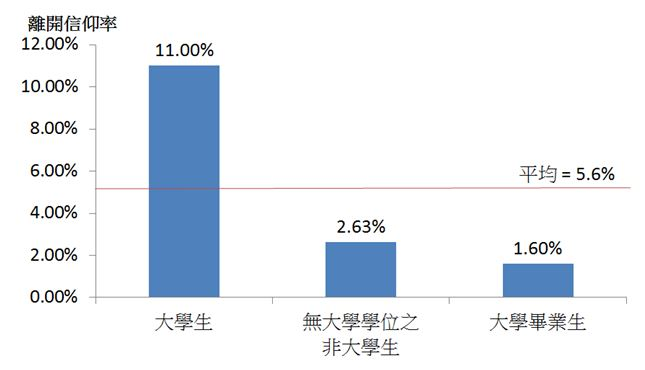 離開信仰率
12.00%
10.00%
8.00%
6.00%
4.00%
2.00%
0.00%
11.00%
2.63%
1.60%
平均 = 5.6%
大學生
無大學學位之
非大學生
大學畢業生